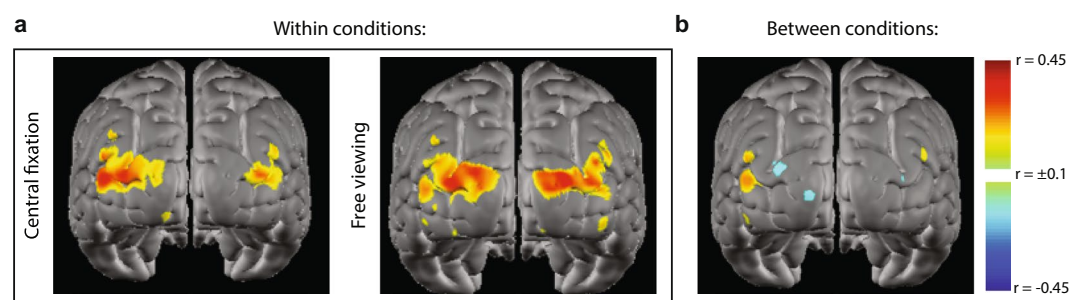 a
Within conditions:
Central fixation
Free viewing
b
Between conditions:
r = 0.45
r = ±0.1
r = -0.45